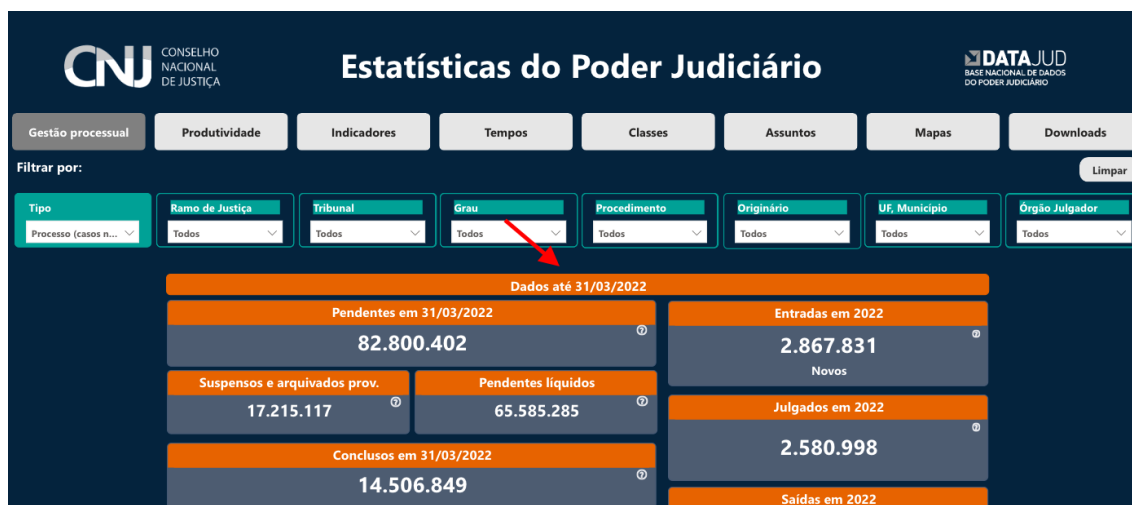 CNJ
CONSELHO
NACIONAL
DE JUSTIÇA
Estatísticas do Poder Judiciário
DATAJUD
BASE NACIONAL DE DADOS
DO PODER JUDICIÁRIO
Gestão processual Produtividade Indicadores Tempos Classes Assuntos Mapas Downloads
Filtrar por: Limpar
Tipo Ramo de Justiça Tribunal Grau Procedimento Originário UF, Município Órgão Julgador
Processo (casos n... Todos Todos Todos Todos Todos Todos Todos
Dados até 31/03/2022
Pendentes em 31/03/2022
82.800.402
Suspensos e arquivados prov. Pendentes líquidos
17.215.117 65.585.285
Conclusos em 31/03/2022
14.506.849
Entradas em 2022
2.867.831
Novos
Julgados em 2022
2.580.998
Saídas em 2022